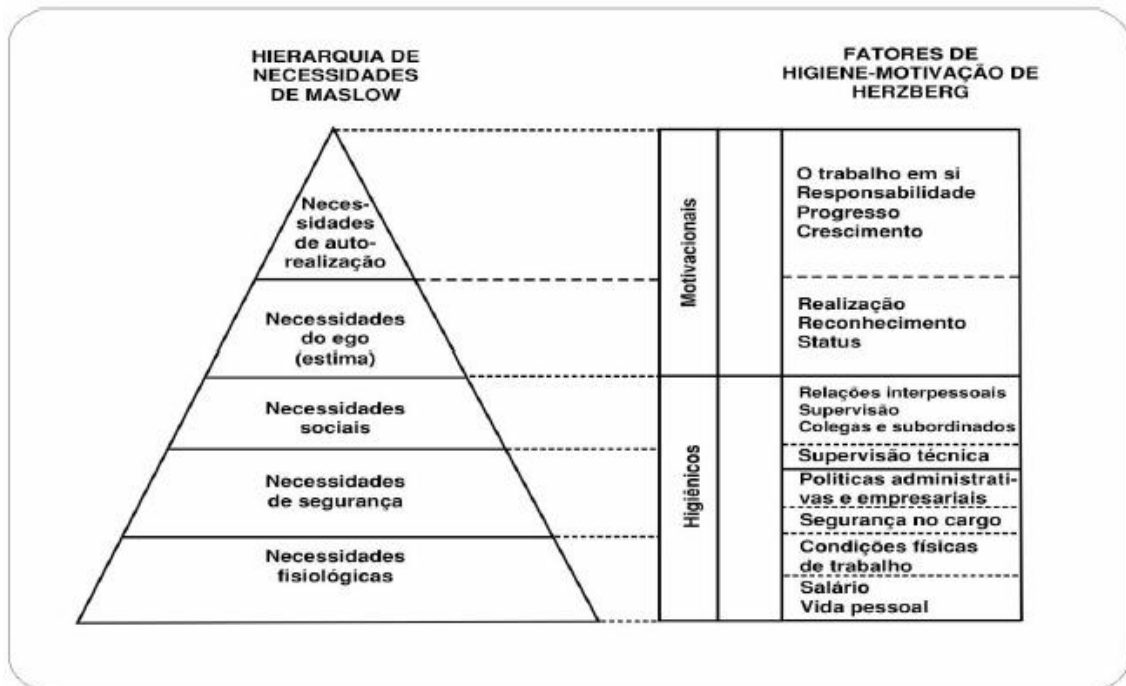 HIERARQUIA DE
NECESSIDADES
DE MASLOW
Neces-
sidades
de auto-
realização
Necessidades
do ego
(estima)
Necessidades
sociais
Necessidades
de segurança
Necessidades
fisiológicas
FATORES DE
HIGIENE-MOTIVAÇÃO DE
HERZBERG
Motivacionais
O trabalho em si
Responsabilidade
Progresso
Crescimento
Realização
Reconhecimento
Status
Higiênicos
Relações interpessoais
Supervisão
Colegas e subordinados
Supervisão técnica
Políticas administrati-
vas e empresariais
Segurança no cargo
Condições físicas
de trabalho
Salário
Vida pessoal